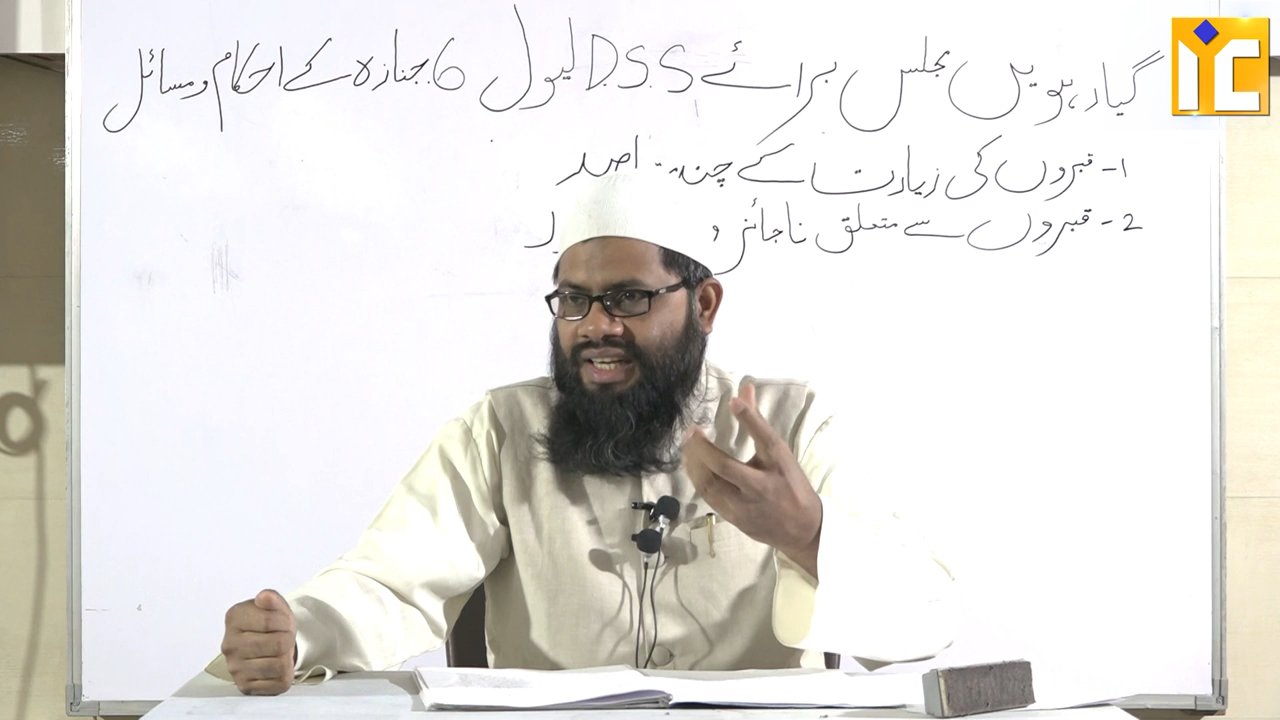 گیارہویں مجلس برائے D.S.S لیول 6 جنازہ کے احکام و مسائل
1- قبروں کی زیارت کے چند
2- قبروں سے متعلق ناجائز و
YC